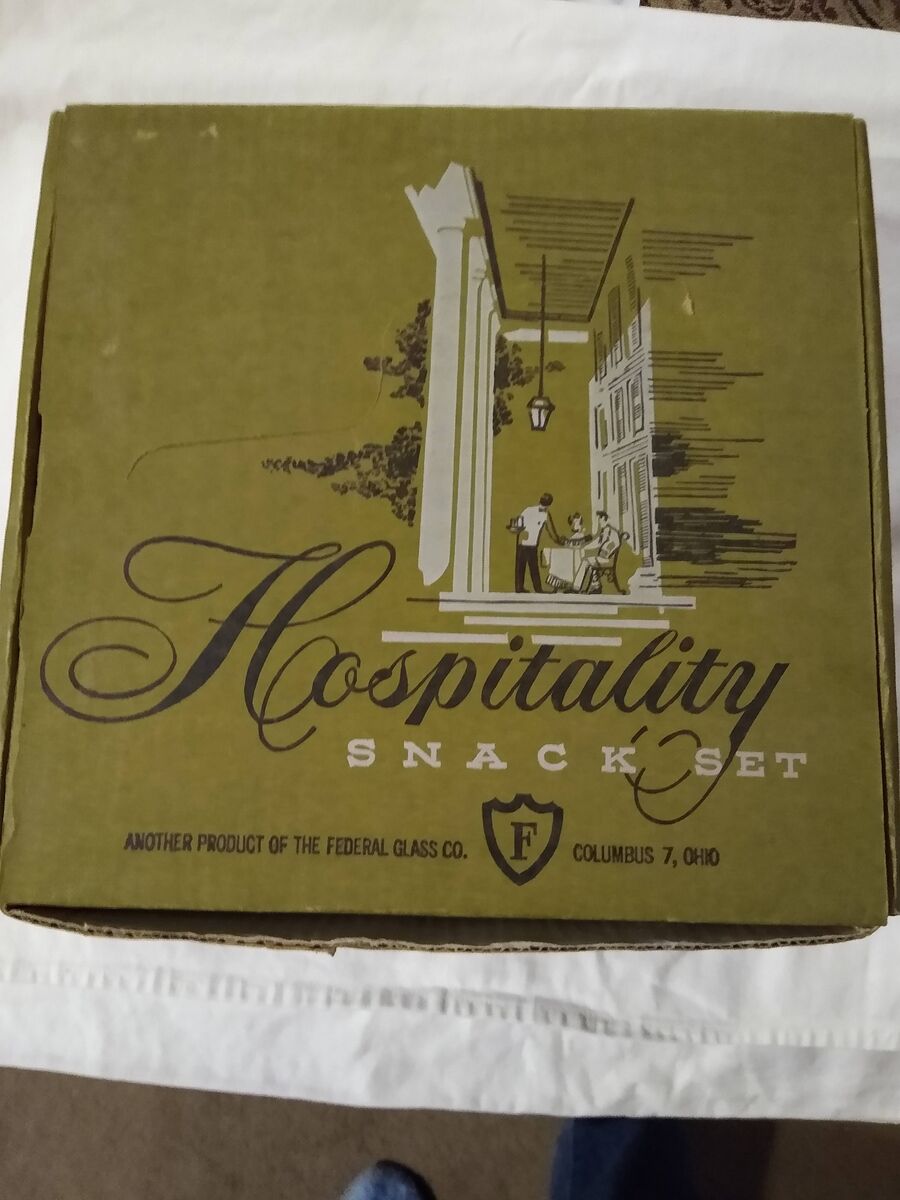 Hospitality
SNACK SET
ANOTHER PRODUCT OF THE FEDERAL GLASS CO. F COLUMBUS 7, OHIO